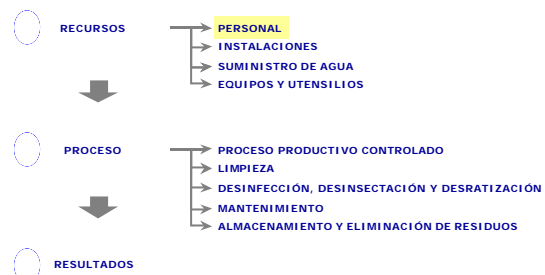 RECURSOS
PERSONAL
INSTALACIONES
SUMINISTRO DE AGUA
EQUIPOS Y UTENSILIOS
PROCESO
PROCESO PRODUCTIVO CONTROLADO
LIMPIEZA
DESINFECCIÓN, DESINSECTACIÓN Y DESRATIZACIÓN
MANTENIMIENTO
ALMACENAMIENTO Y ELIMINACIÓN DE RESIDUOS
RESULTADOS